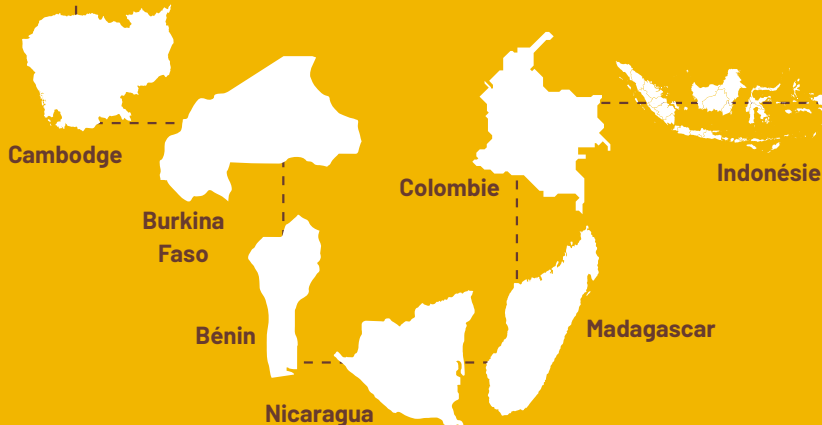 Cambodge
Burkina
Faso
Bénin
Nicaragua
Madagascar
Colombie
Indonésie